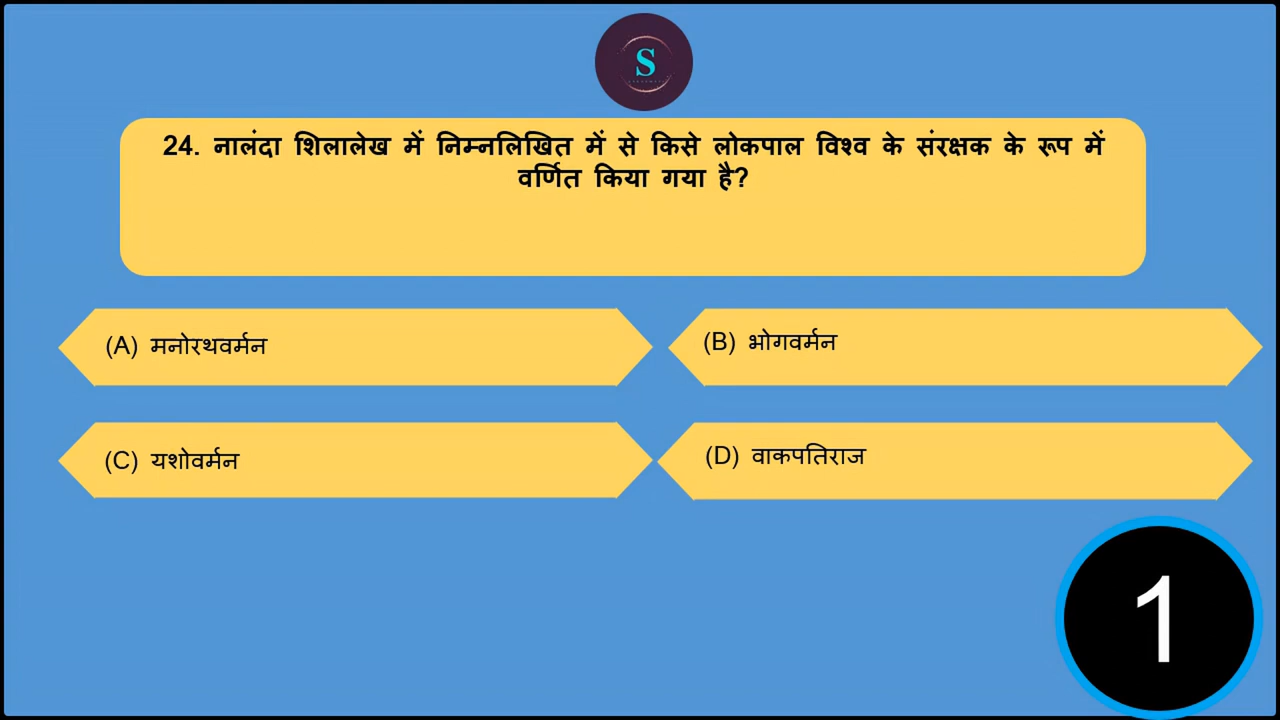 S
24. नालंदा शिलालेख में निम्नलिखित में से किसे लोकपाल विश्व के संरक्षक के रूप में
वर्णित किया गया है?
(A) मनोरथवर्मन
(B) भोगवर्मन
(C) यशोवर्मन
(D) वाकपतिराज
1